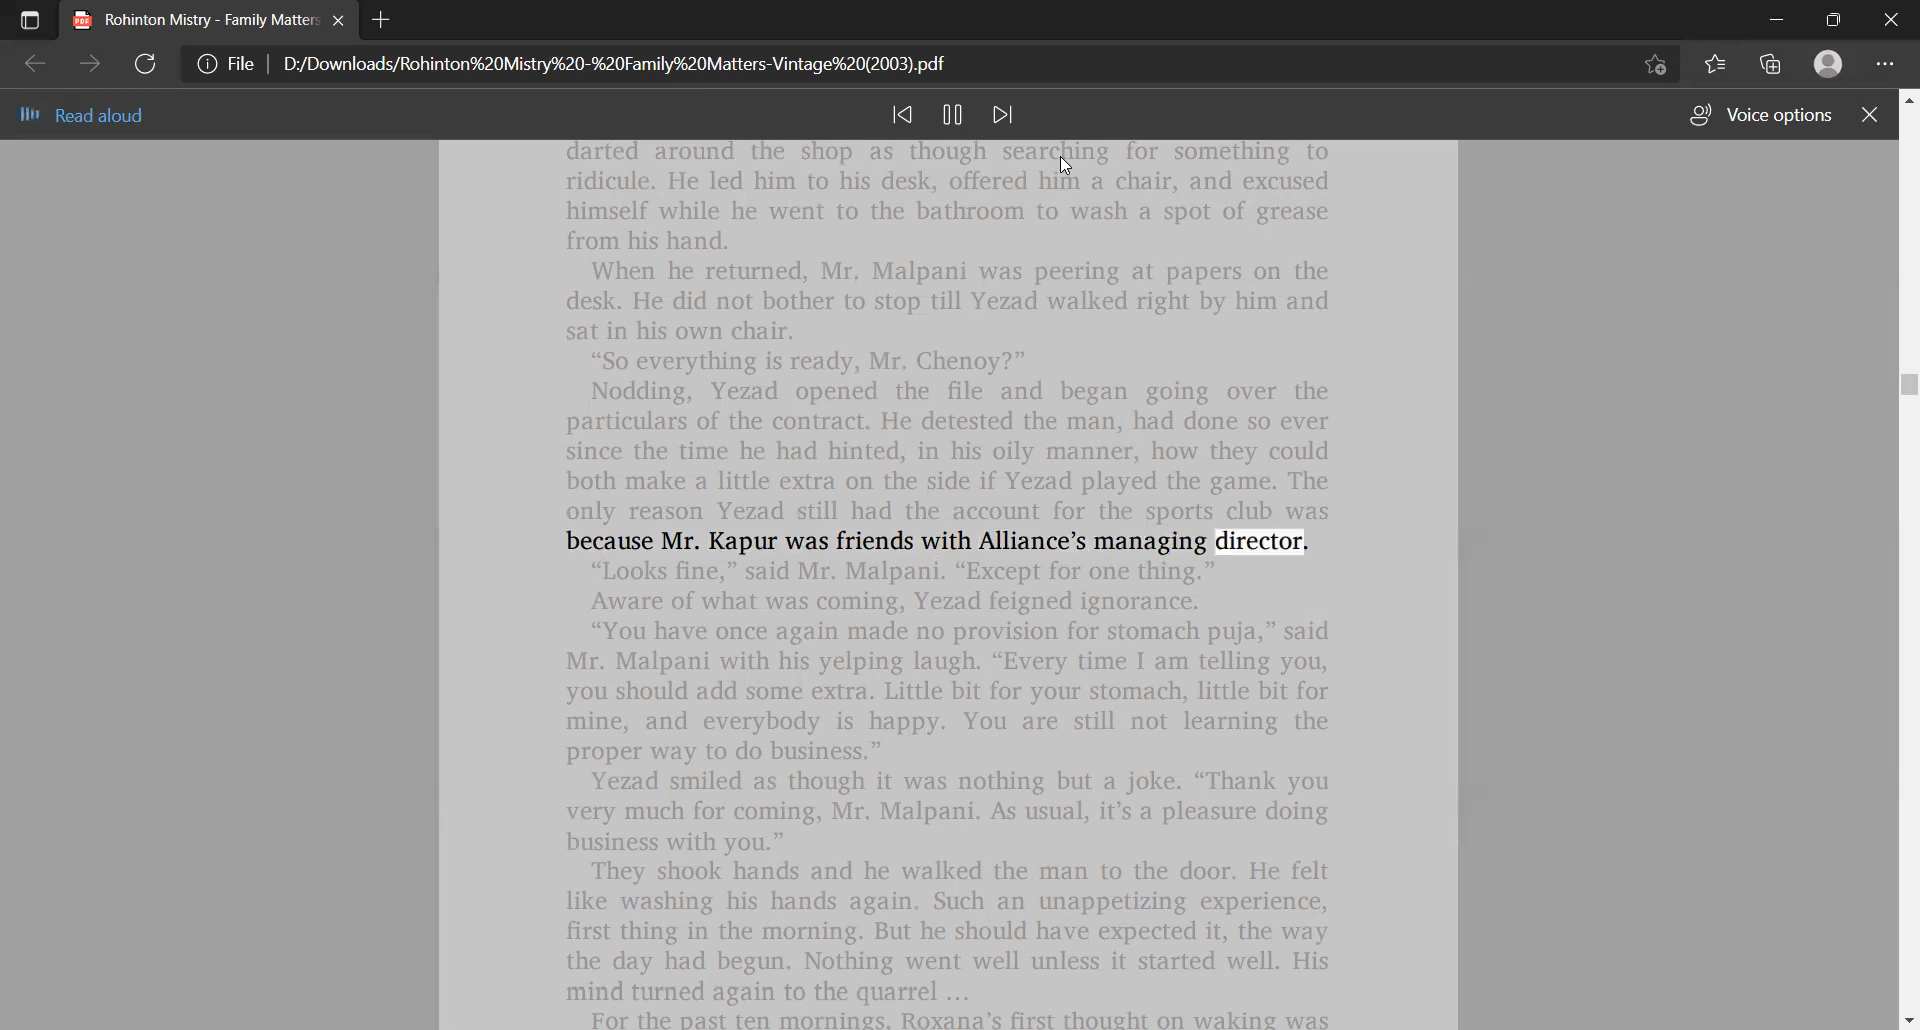 Rohinton Mistry - Family Matters
File
D:/Downloads/Rohinton%20Mistry%20-%20Family%20Matters-Vintage%20(2003).pdf
Read aloud
Voice options
darted around the shop as though searching for something to
ridicule. He led him to his desk, offered him a chair, and excused
himself while he went to the bathroom to wash a spot of grease
from his hand.
When he returned, Mr. Malpani was peering at papers on the
desk. He did not bother to stop till Yezad walked right by him and
sat in his own chair.
“So everything is ready, Mr. Chenoy?”
Nodding, Yezad opened the file and began going over the
particulars of the contract. He detested the man, had done so ever
since the time he had hinted, in his oily manner, how they could
both make a little extra on the side if Yezad played the game. The
only reason Yezad still had the account for the sports club was
because Mr. Kapur was friends with Alliance’s managing director.
“Looks fine,” said Mr. Malpani. “Except for one thing.”
Aware of what was coming, Yezad feigned ignorance.
“You have once again made no provision for stomach puja,” said
Mr. Malpani with his yelping laugh. “Every time I am telling you,
you should add some extra. Little bit for your stomach, little bit for
mine, and everybody is happy. You are still not learning the
proper way to do business.”
Yezad smiled as though it was nothing but a joke. “Thank you
very much for coming, Mr. Malpani. As usual, it’s a pleasure doing
business with you.”
They shook hands and he walked the man to the door. He felt
like washing his hands again. Such an unappetizing experience,
first thing in the morning. But he should have expected it, the way
the day had begun. Nothing went well unless it started well. His
mind turned again to the quarrel …
For the past ten mornings, Roxana’s first thought on waking was